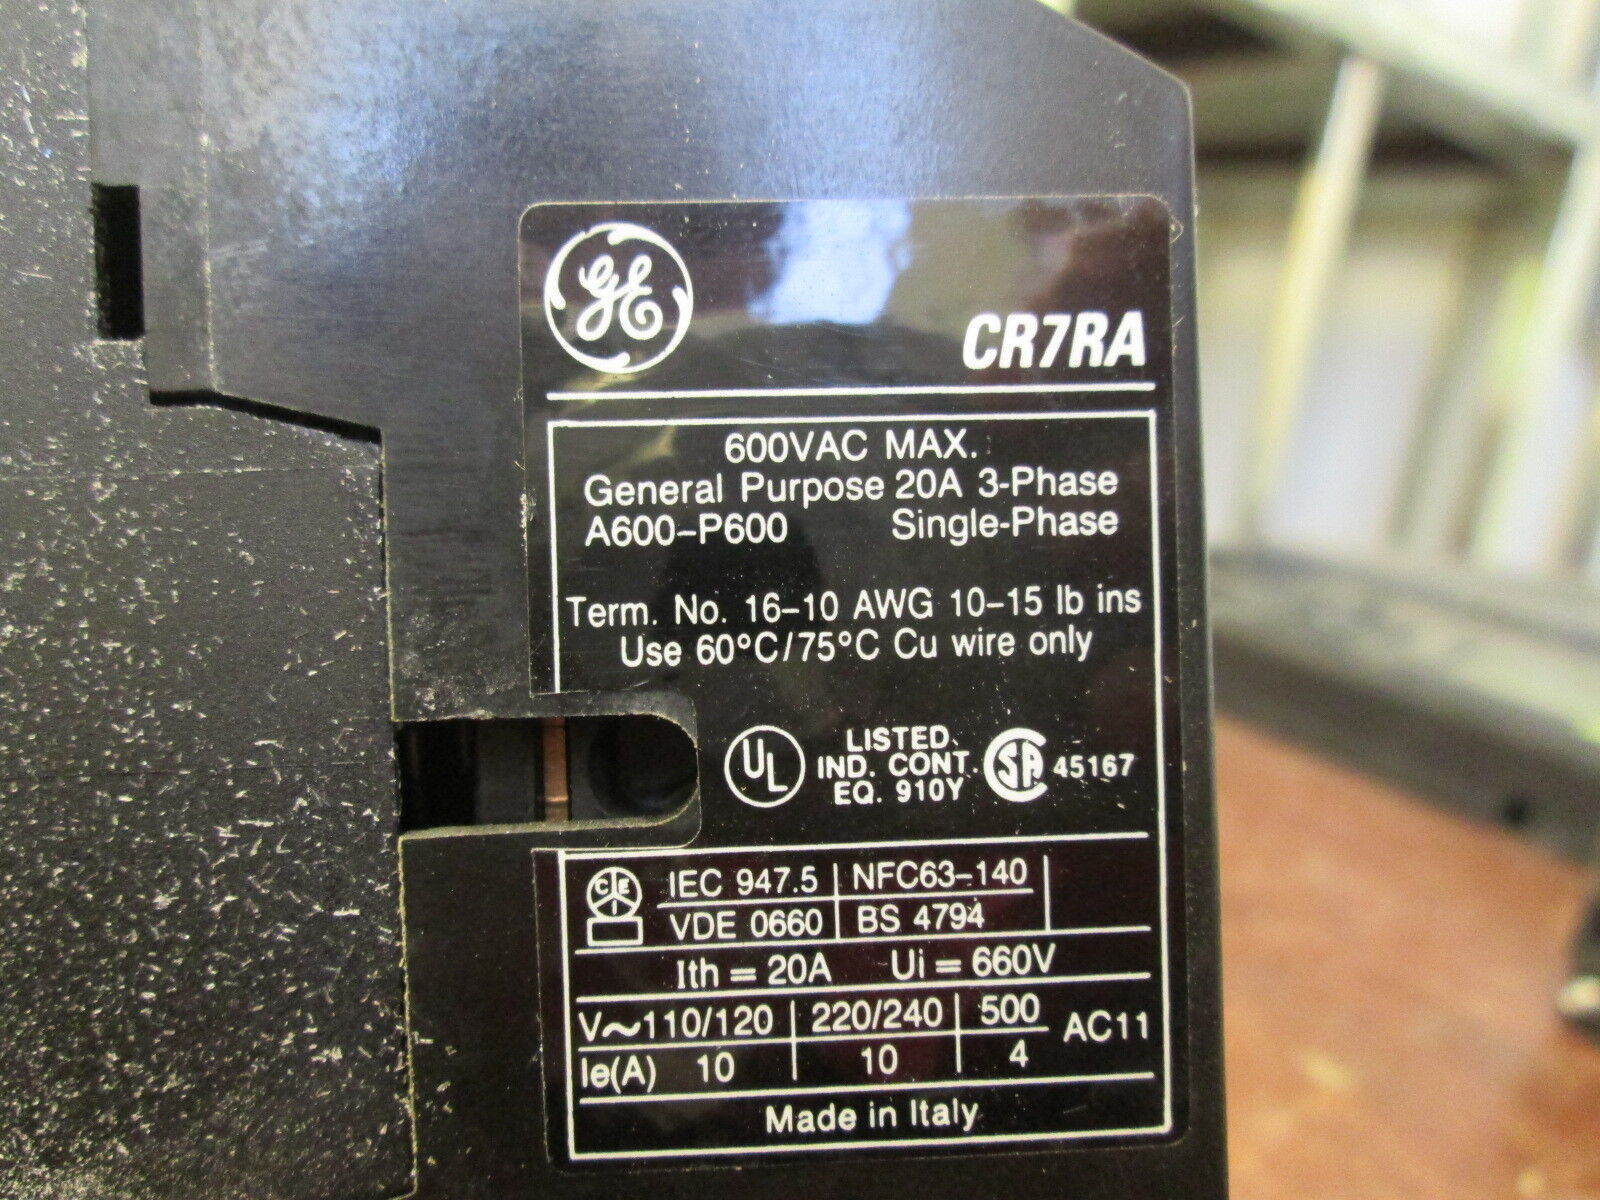 GE
CR7RA
600VAC MAX.
General Purpose 20A 3-Phase
A600-P600 Single-Phase
Term. No. 16-10 AWG 10-15 lb ins
Use 60°C/75°C Cu wire only
UL LISTED IND. CONT. EQ. 910Y SA 45167
CEI
IEC 947.5 NFC63-140
VDE 0660 BS 4794
Ith = 20A Ui = 660V
V~110/120 220/240 500 AC11
Ie(A) 10 10 4
Made in Italy